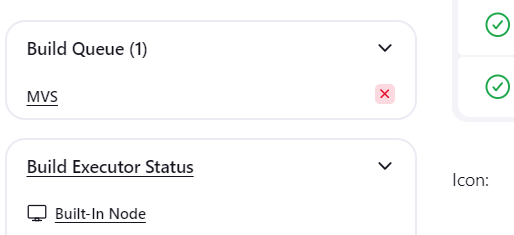 Build Queue (1)
MVS
Build Executor Status
Built-In Node
Icon: